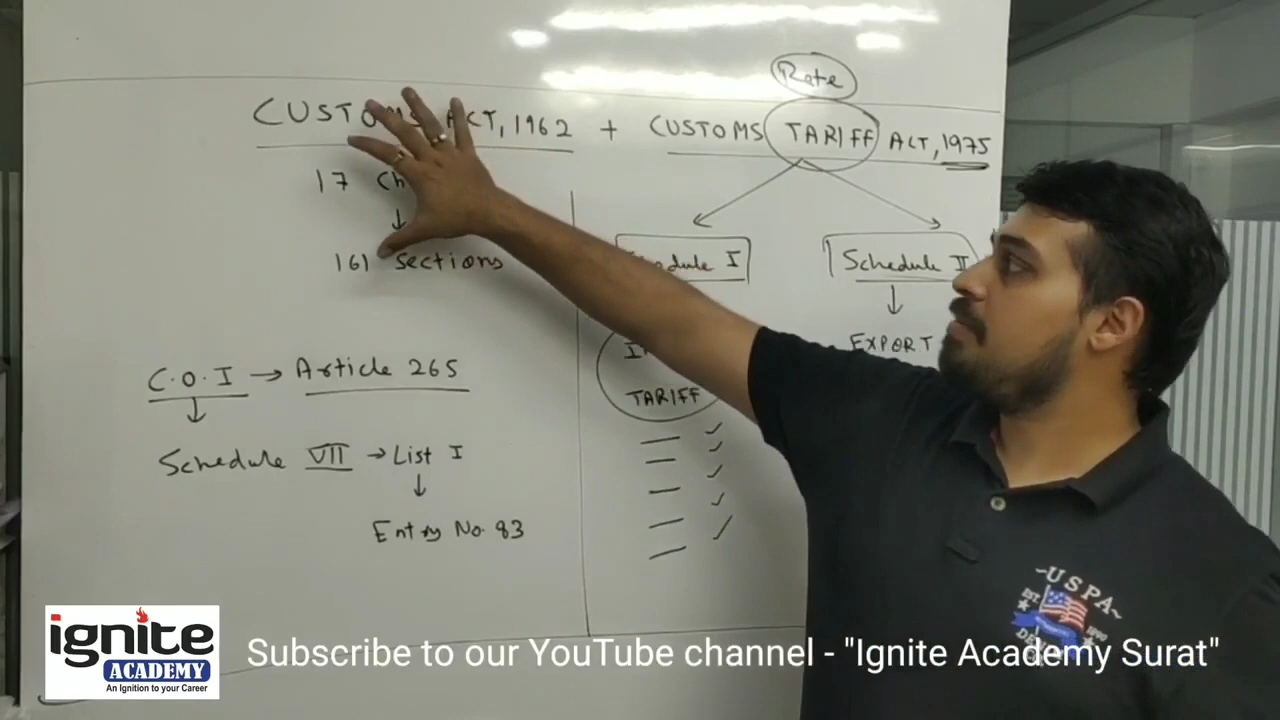 Rate
CUSTOMS ACT, 1962 + CUSTOMS TARIFF ACT, 1975
17 Ch
161 Sections
Schedule I
Schedule II
EXPORT
TARIFF
C.O.I → Article 265
Schedule VII → List I
Entry No. 83
USPA
ignite
ACADEMY
An Ignition to your Career
Subscribe to our YouTube channel - "Ignite Academy Surat"